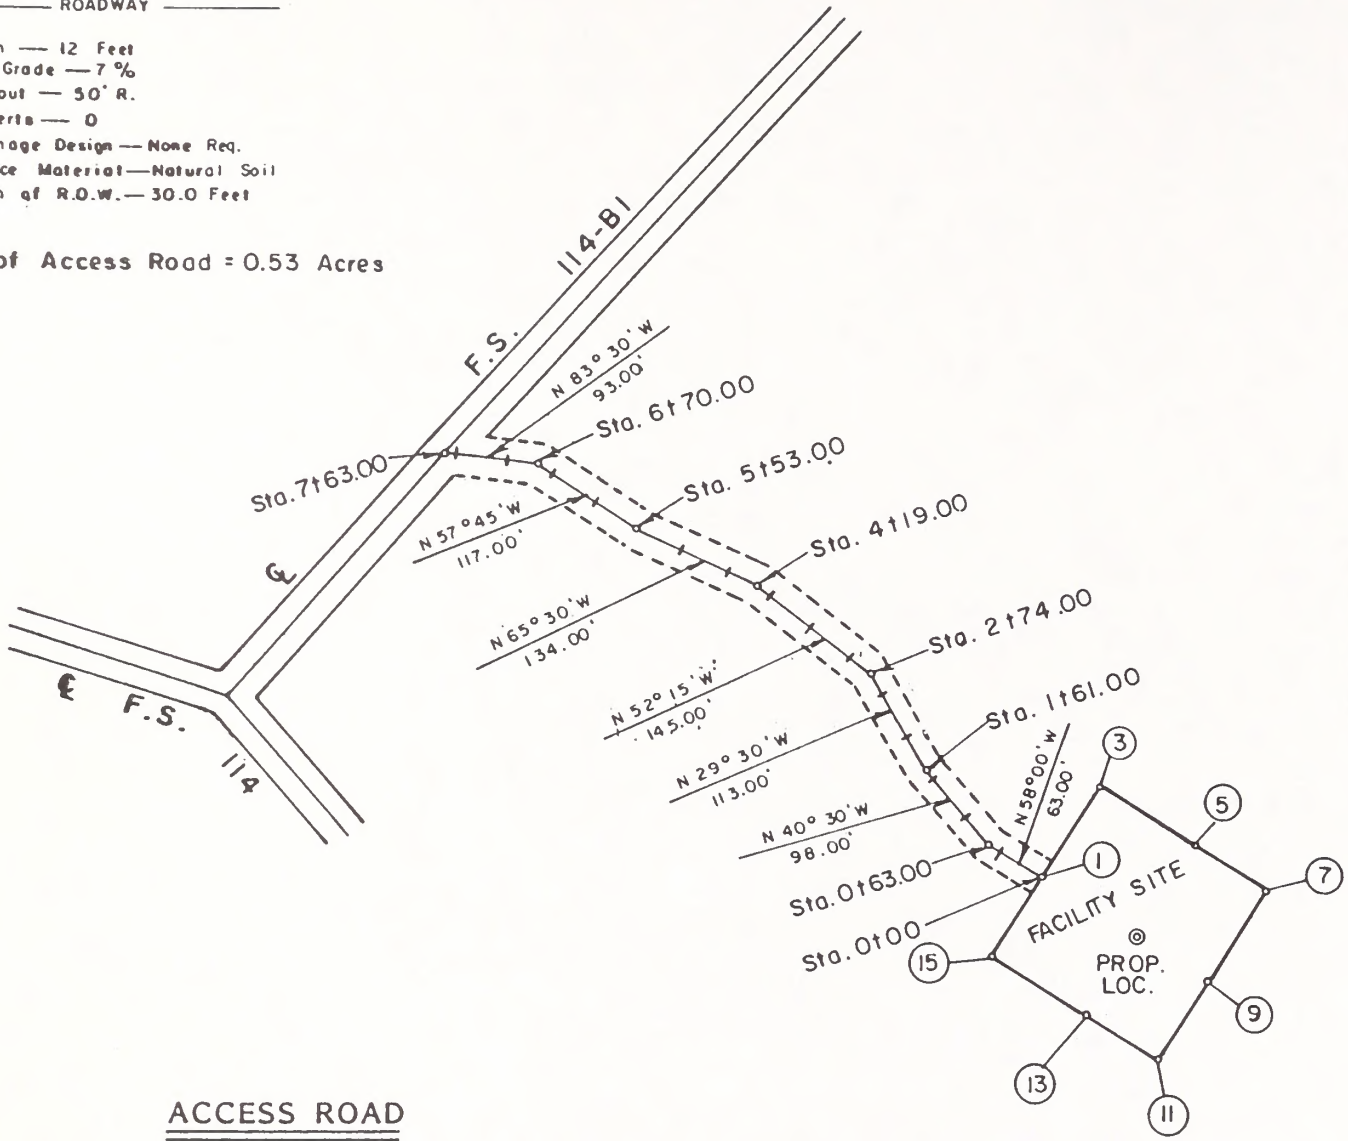 ROADWAY
— 12 Feet
Grade — 7 %
out — 50' R.
— 0
Design — None Req.
Material — Natural Soil
of R.O.W. — 30.0 Feet
of Access Road = 0.53 Acres
114-B1
F.S.
N 83° 30' W
93.00'
Sta. 6+70.00
Sta. 7+63.00
Sta. 5+53.00
N 57° 45' W
117.00'
Sta. 4+19.00
N 65° 30' W
134.00'
Sta. 2+74.00
N 52° 15' W
145.00'
Sta. 1+61.00
N 29° 30' W
113.00'
N 58° 00' W
63.00'
N 40° 30' W
98.00'
Sta. 0+63.00
Sta. 0+00
℄
℄ F.S.
114
3
5
1
7
FACILITY SITE
PROP.
LOC.
15
9
13
11
ACCESS ROAD